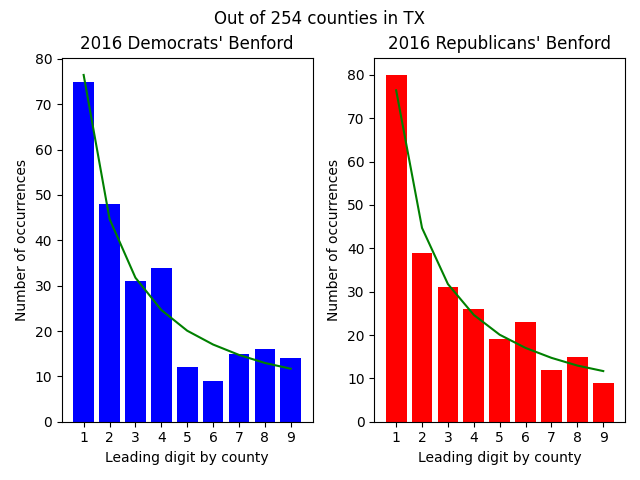 Out of 254 counties in TX
2016 Democrats' Benford
2016 Republicans' Benford
Number of occurrences
80
70
60
50
40
30
20
10
0
1 2 3 4 5 6 7 8 9
Leading digit by county
Number of occurrences
80
70
60
50
40
30
20
10
0
1 2 3 4 5 6 7 8 9
Leading digit by county